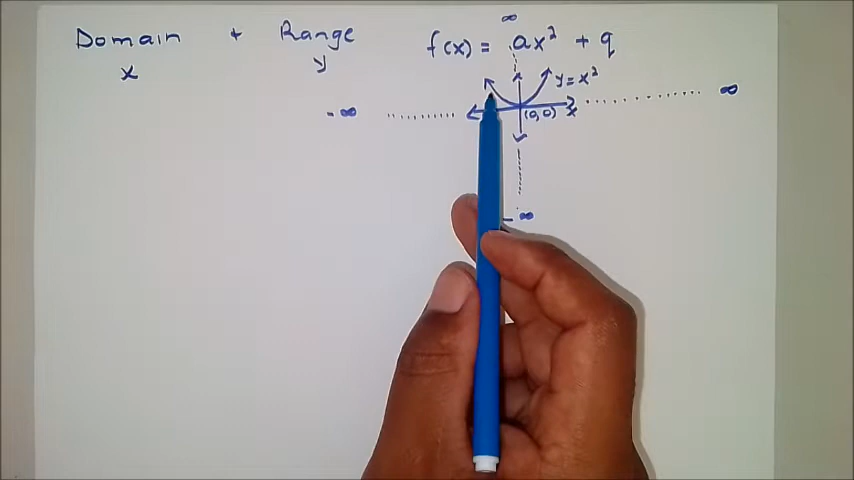 Domain + Range
x y
f(x) = ax² + q
∞
y = x²
-∞ (0,0) x ∞
-∞